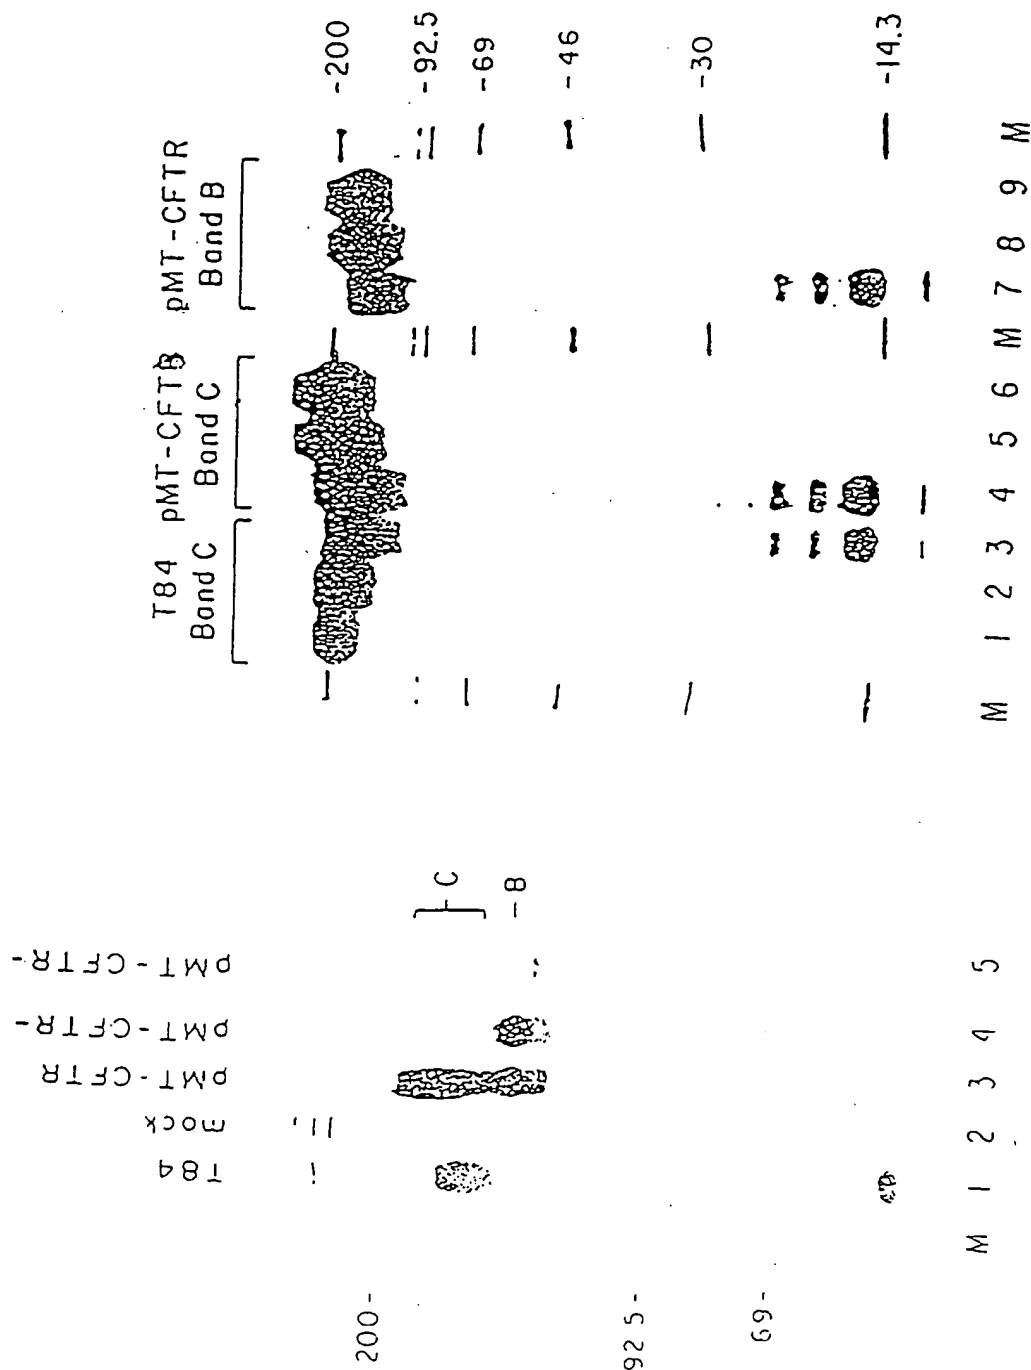 T84
Band C
pMT-CFTR
Band C
pMT-CFTR
Band B
-200
-92.5
-69
-46
-30
-14.3
M 1 2 3 4 5 6 M 7 8 9 M
T84
mock
pMT-CFTR
pMT-CFTR-
pMT-CFTR-
C
-B
200-
92 5-
69-
M 1 2 3 4 5